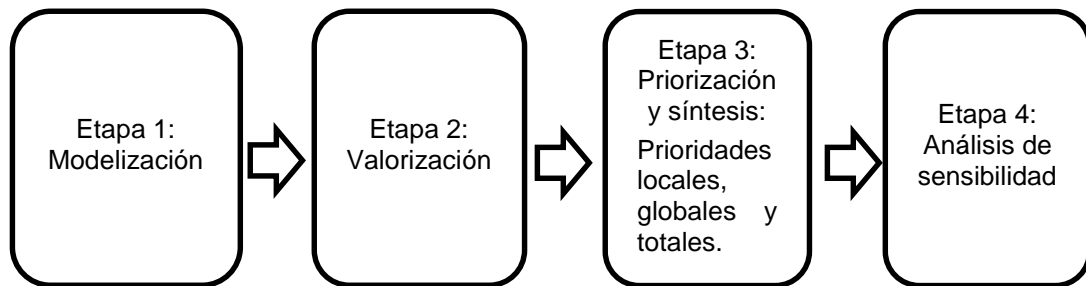 Etapa 1:
Modelización
Etapa 2:
Valorización
Etapa 3:
Priorización
y síntesis:
Prioridades
locales,
globales y
totales.
Etapa 4:
Análisis de
sensibilidad